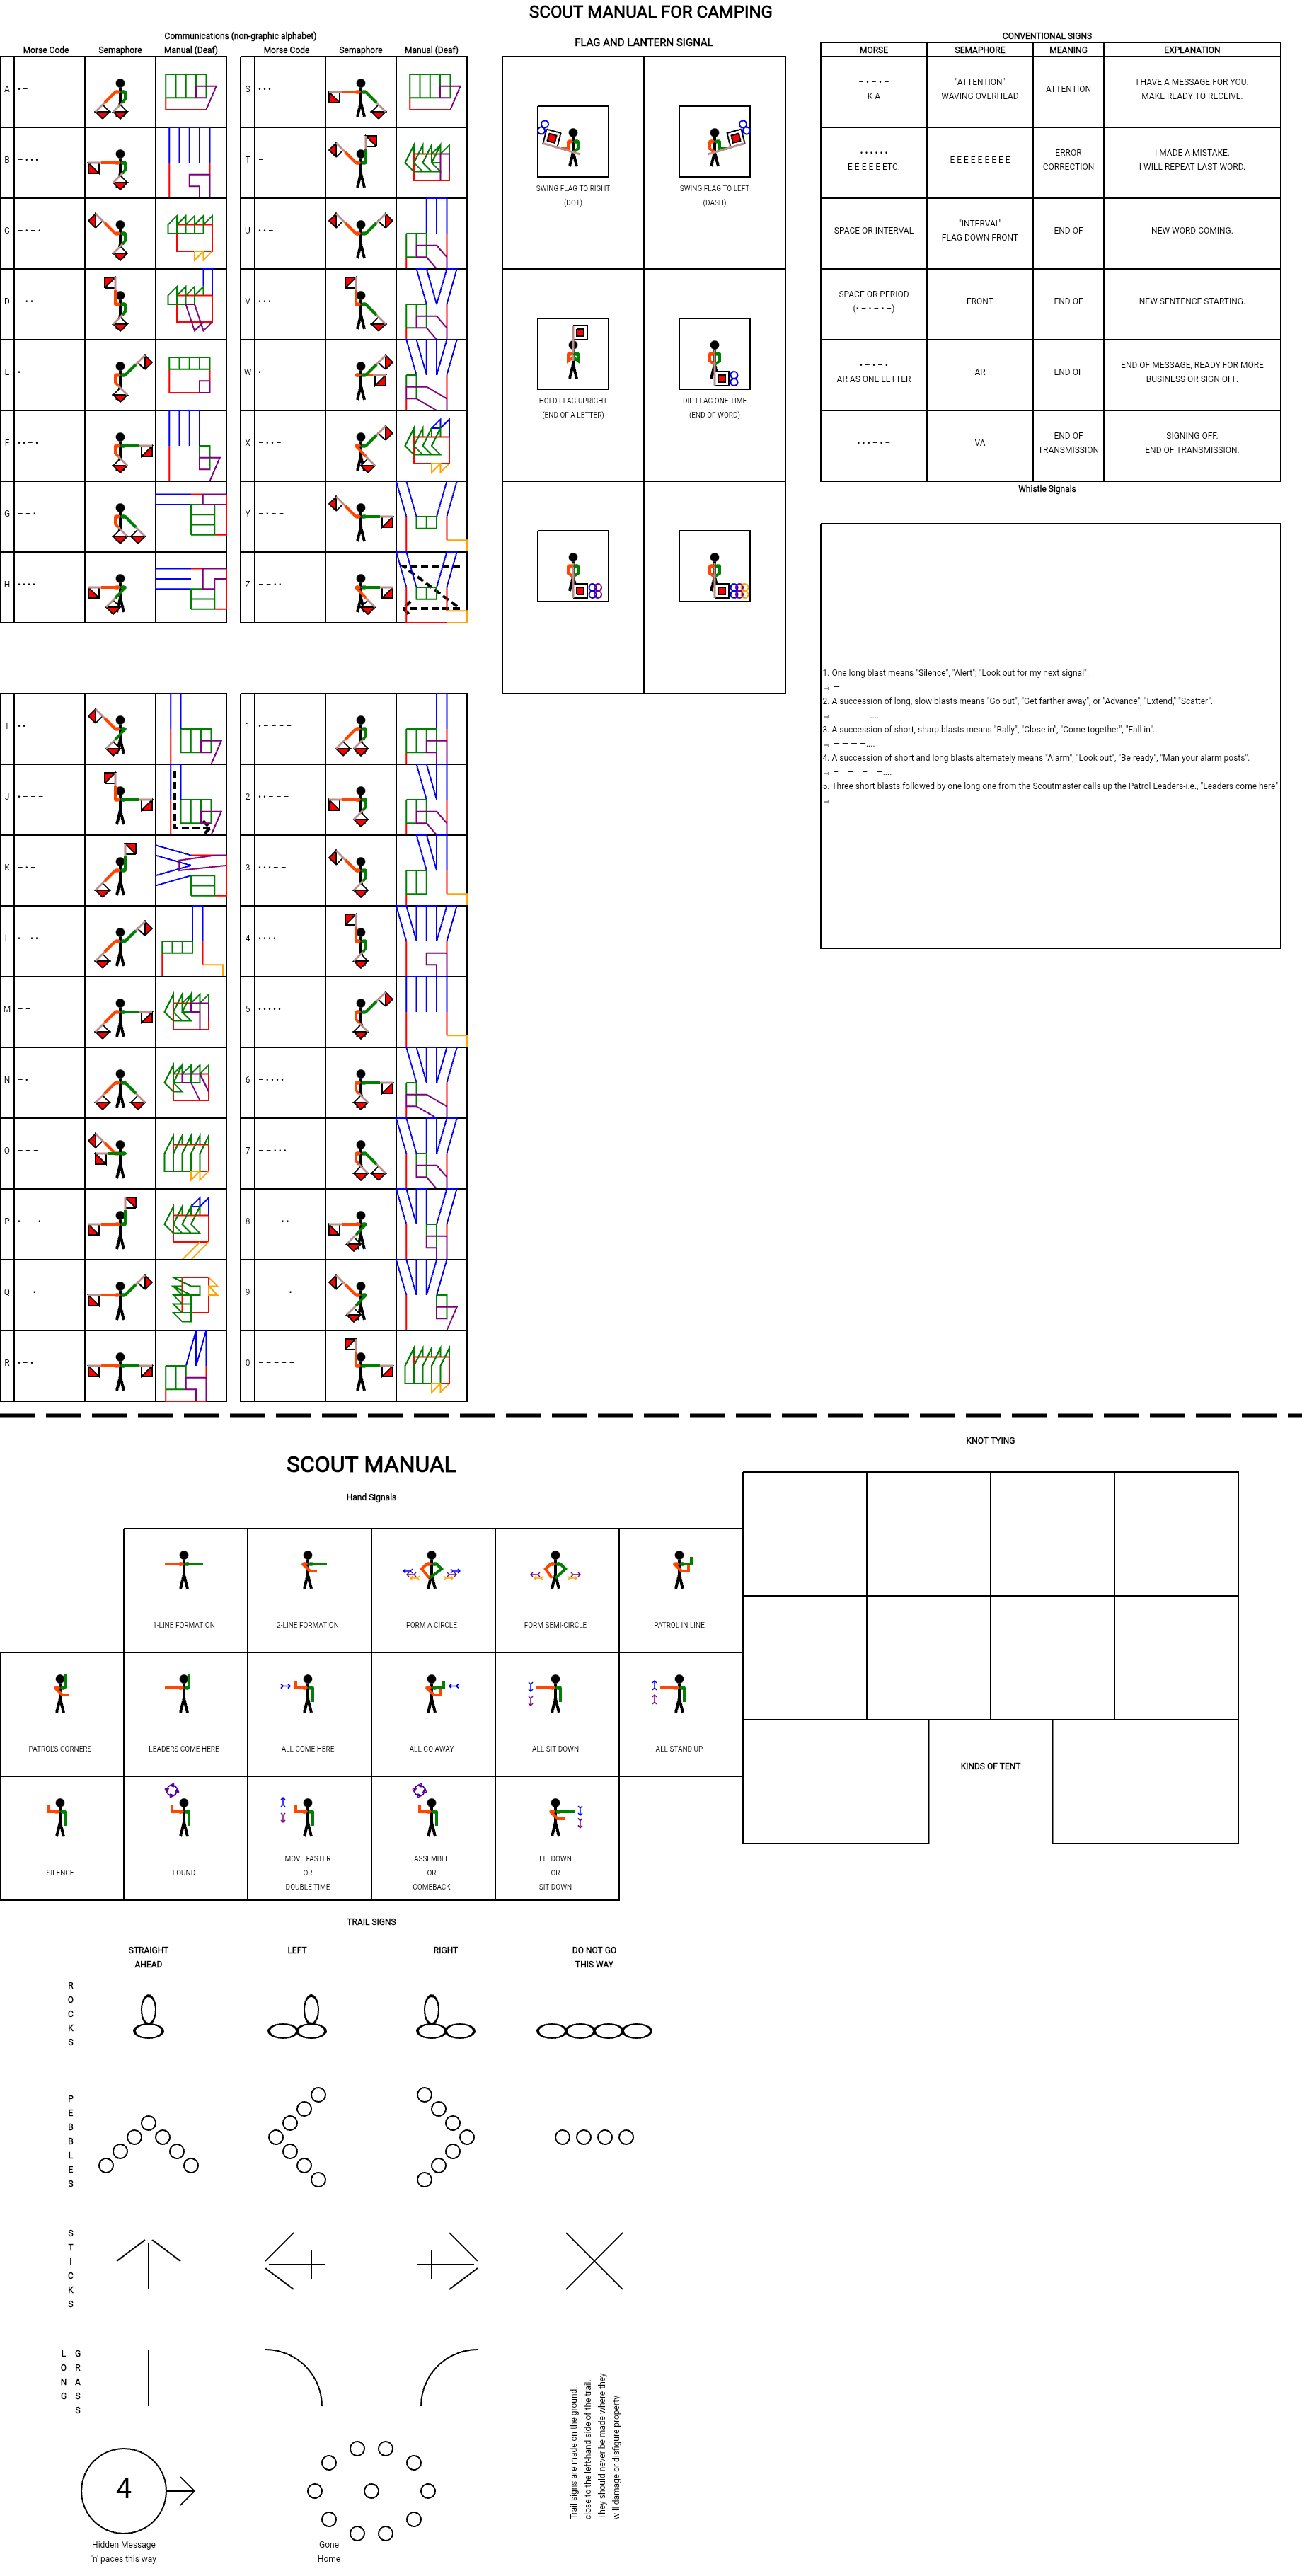 SCOUT MANUAL FOR CAMPING
Communications (non-graphic alphabet)
Morse Code Semaphore Manual (Deaf) Morse Code Semaphore Manual (Deaf)
A • – S • • •
B – • • • T –
C – • – • U • • –
D – • • V • • • –
E • W • – –
F • • – • X – • • –
G – – • Y – • – –
H • • • • Z – – • •
I • • 1 • – – – –
J • – – – 2 • • – – –
K – • – 3 • • • – –
L • – • • 4 • • • • –
M – – 5 • • • • •
N – • 6 – • • • •
O – – – 7 – – • • •
P • – – • 8 – – – • •
Q – – • – 9 – – – – •
R • – • 0 – – – – –
FLAG AND LANTERN SIGNAL
SWING FLAG TO RIGHT
(DOT)
SWING FLAG TO LEFT
(DASH)
HOLD FLAG UPRIGHT
(END OF A LETTER)
DIP FLAG ONE TIME
(END OF WORD)
CONVENTIONAL SIGNS
MORSE SEMAPHORE MEANING EXPLANATION
– • – • –
K A
"ATTENTION"
WAVING OVERHEAD
ATTENTION
I HAVE A MESSAGE FOR YOU.
MAKE READY TO RECEIVE.
• • • • • •
E E E E E ETC.
E E E E E E E E E
ERROR
CORRECTION
I MADE A MISTAKE.
I WILL REPEAT LAST WORD.
SPACE OR INTERVAL
"INTERVAL"
FLAG DOWN FRONT
END OF
NEW WORD COMING.
SPACE OR PERIOD
(• – • – • –)
FRONT
END OF
NEW SENTENCE STARTING.
• – • – •
AR AS ONE LETTER
AR
END OF
END OF MESSAGE, READY FOR MORE
BUSINESS OR SIGN OFF.
• • • – • –
VA
END OF
TRANSMISSION
SIGNING OFF.
END OF TRANSMISSION.
Whistle Signals
1. One long blast means "Silence", "Alert"; "Look out for my next signal".
→ —
2. A succession of long, slow blasts means "Go out", "Get farther away", or "Advance", "Extend," "Scatter".
→ — — —....
3. A succession of short, sharp blasts means "Rally", "Close in", "Come together", "Fall in".
→ – – – –....
4. A succession of short and long blasts alternately means "Alarm", "Look out", "Be ready", "Man your alarm posts".
→ – — – —....
5. Three short blasts followed by one long one from the Scoutmaster calls up the Patrol Leaders-i.e., "Leaders come here".
→ – – – —
SCOUT MANUAL
Hand Signals
1-LINE FORMATION
2-LINE FORMATION
FORM A CIRCLE
FORM SEMI-CIRCLE
PATROL IN LINE
PATROL'S CORNERS
LEADERS COME HERE
ALL COME HERE
ALL GO AWAY
ALL SIT DOWN
ALL STAND UP
SILENCE
FOUND
MOVE FASTER
OR
DOUBLE TIME
ASSEMBLE
OR
COMEBACK
LIE DOWN
OR
SIT DOWN
KNOT TYING
KINDS OF TENT
TRAIL SIGNS
STRAIGHT
AHEAD
LEFT
RIGHT
DO NOT GO
THIS WAY
ROCKS
PEBBLES
STICKS
LONG
GRASS
4
Hidden Message
'n' paces this way
Gone
Home
Trail signs are made on the ground,
close to the left-hand side of the trail.
They should never be made where they
will damage or disfigure property